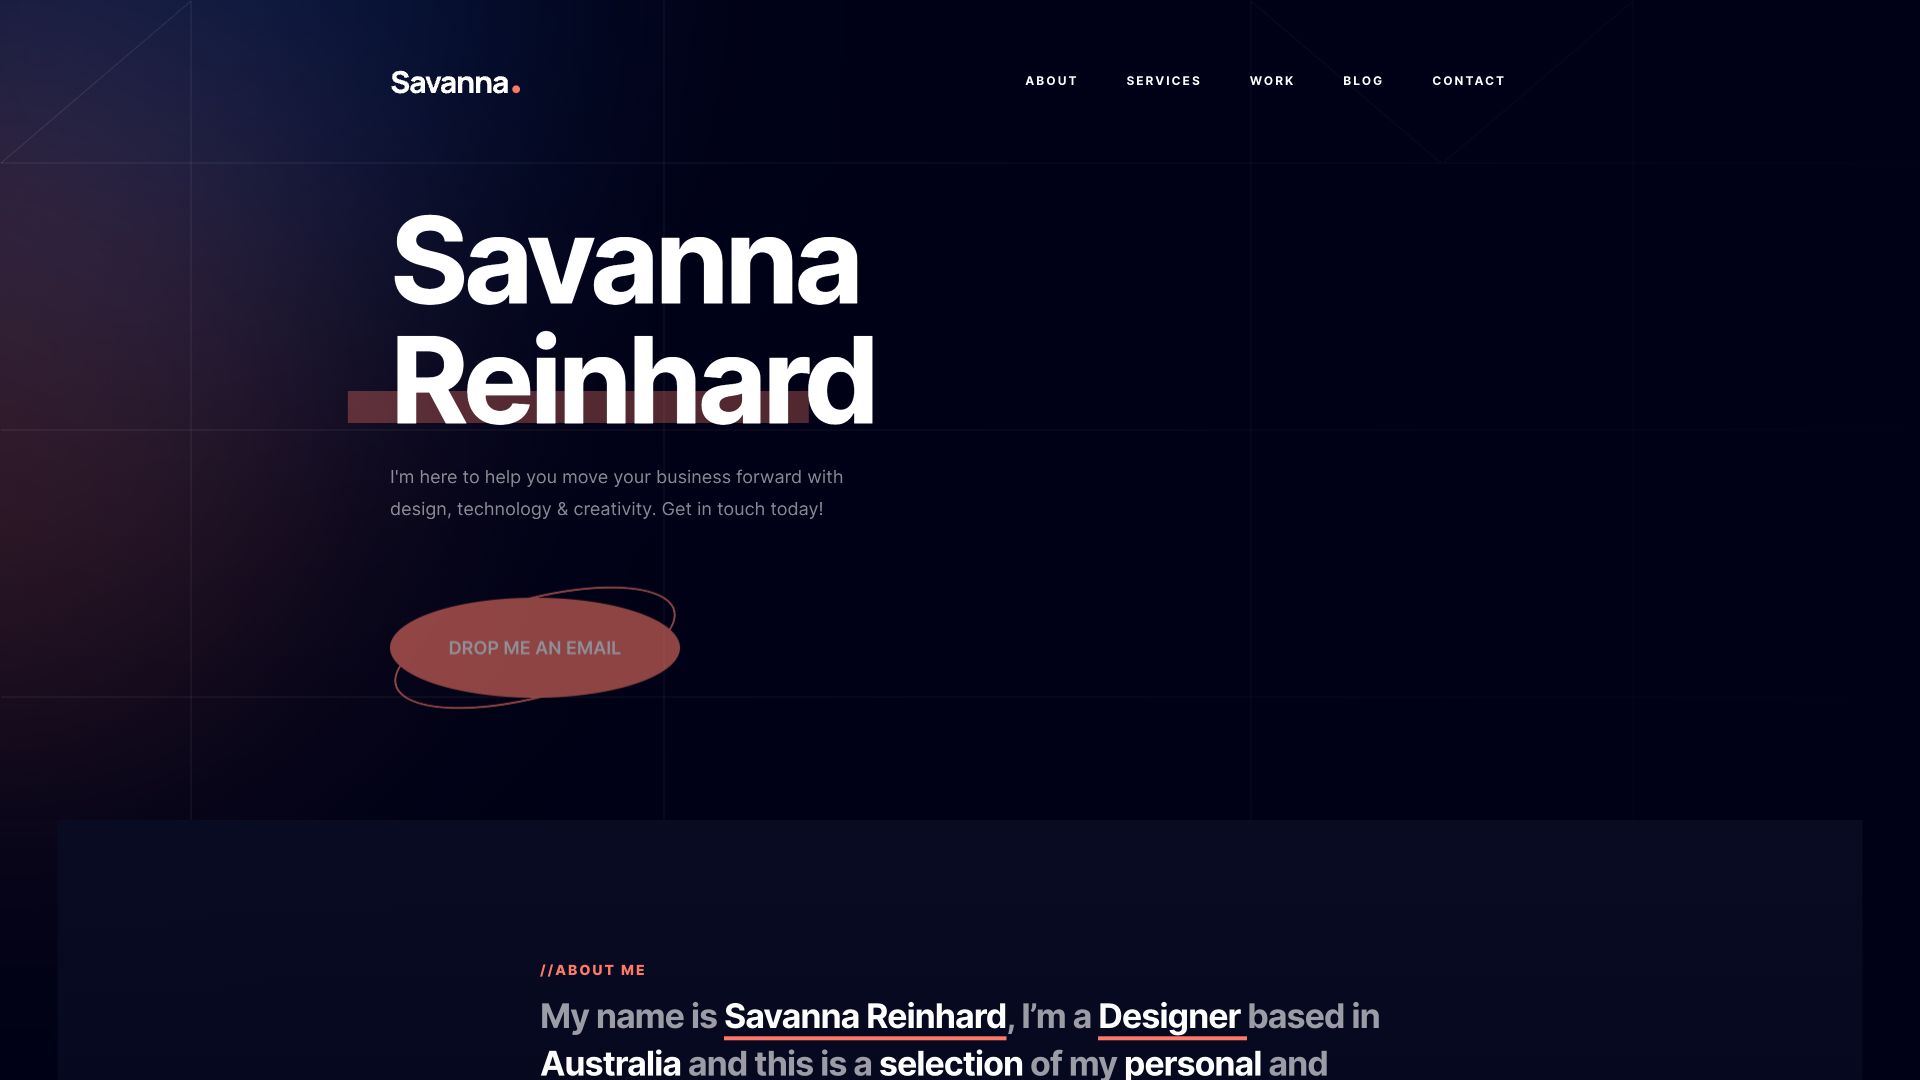 Savanna.
ABOUT SERVICES WORK BLOG CONTACT
Savanna
Reinhard
I'm here to help you move your business forward with
design, technology & creativity. Get in touch today!
DROP ME AN EMAIL
//ABOUT ME
My name is Savanna Reinhard, I’m a Designer based in
Australia and this is a selection of my personal and